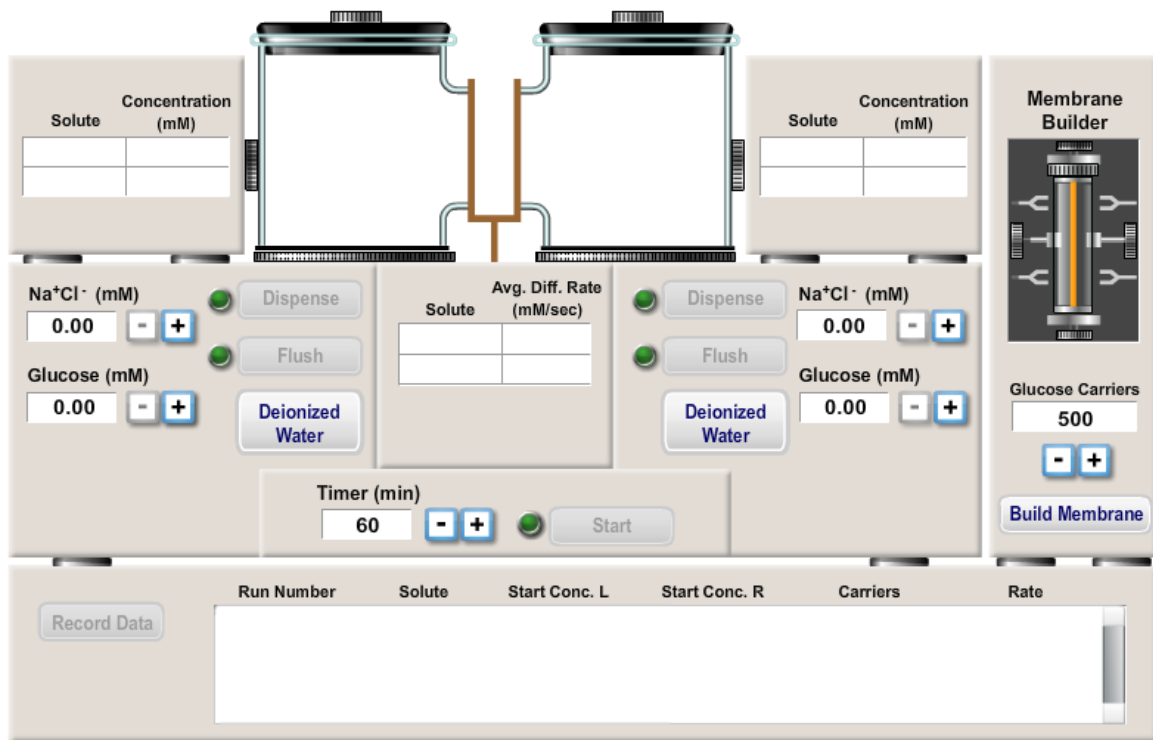 Solute
Concentration
(mM)
Solute
Concentration
(mM)
Membrane
Builder
Na⁺Cl⁻ (mM)
0.00
-
+
Glucose (mM)
0.00
-
+
Dispense
Flush
Deionized
Water
Solute
Avg. Diff. Rate
(mM/sec)
Dispense
Flush
Deionized
Water
Na⁺Cl⁻ (mM)
0.00
-
+
Glucose (mM)
0.00
-
+
Glucose Carriers
500
-
+
Build Membrane
Timer (min)
60
-
+
Start
Record Data
Run Number Solute Start Conc. L Start Conc. R Carriers Rate